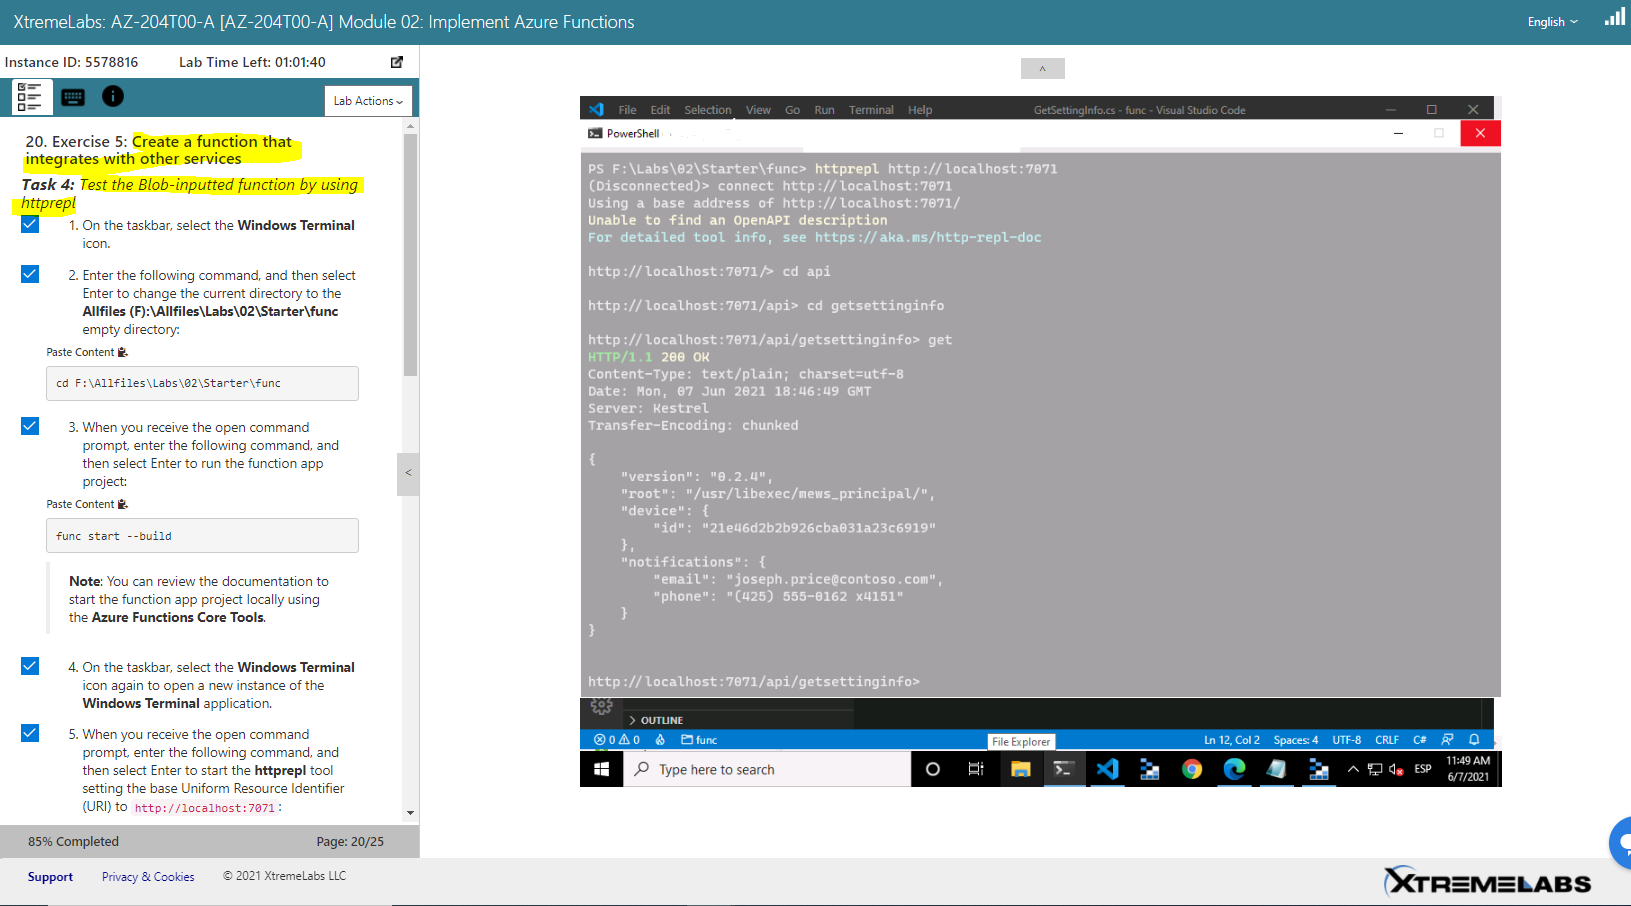 XtremeLabs: AZ-204T00-A [AZ-204T00-A] Module 02: Implement Azure Functions
English
Instance ID: 5578816
Lab Time Left: 01:01:40
Lab Actions
20. Exercise 5: Create a function that
integrates with other services
Task 4: Test the Blob-inputted function by using
httprepl
1. On the taskbar, select the Windows Terminal
icon.
2. Enter the following command, and then select
Enter to change the current directory to the
Allfiles (F):\Allfiles\Labs\02\Starter\func
empty directory:
Paste Content
cd F:\Allfiles\Labs\02\Starter\func
3. When you receive the open command
prompt, enter the following command, and
then select Enter to run the function app
project:
Paste Content
func start --build
Note: You can review the documentation to
start the function app project locally using
the Azure Functions Core Tools.
4. On the taskbar, select the Windows Terminal
icon again to open a new instance of the
Windows Terminal application.
5. When you receive the open command
prompt, enter the following command, and
then select Enter to start the httprepl tool
setting the base Uniform Resource Identifier
(URI) to http://localhost:7071 :
85% Completed
Page: 20/25
File Edit Selection View Go Run Terminal Help
GetSettingInfo.cs - func - Visual Studio Code
PowerShell
PS F:\Labs\02\Starter\func> httprepl http://localhost:7071
(Disconnected)> connect http://localhost:7071
Using a base address of http://localhost:7071/
Unable to find an OpenAPI description
For detailed tool info, see https://aka.ms/http-repl-doc
http://localhost:7071/> cd api
http://localhost:7071/api> cd getsettinginfo
http://localhost:7071/api/getsettinginfo> get
HTTP/1.1 200 OK
Content-Type: text/plain; charset=utf-8
Date: Mon, 07 Jun 2021 18:46:49 GMT
Server: Kestrel
Transfer-Encoding: chunked
{
"version": "0.2.4",
"root": "/usr/libexec/mews_principal/",
"device": {
"id": "21e46d2b2b926cba031a23c6919"
},
"notifications": {
"email": "joseph.price@contoso.com",
"phone": "(425) 555-0162 x4151"
}
}
http://localhost:7071/api/getsettinginfo>
OUTLINE
0 0 func
File Explorer
Ln 12, Col 2 Spaces: 4 UTF-8 CRLF C#
Type here to search
ESP
11:49 AM
6/7/2021
Support
Privacy & Cookies
© 2021 XtremeLabs LLC
XTREMELABS